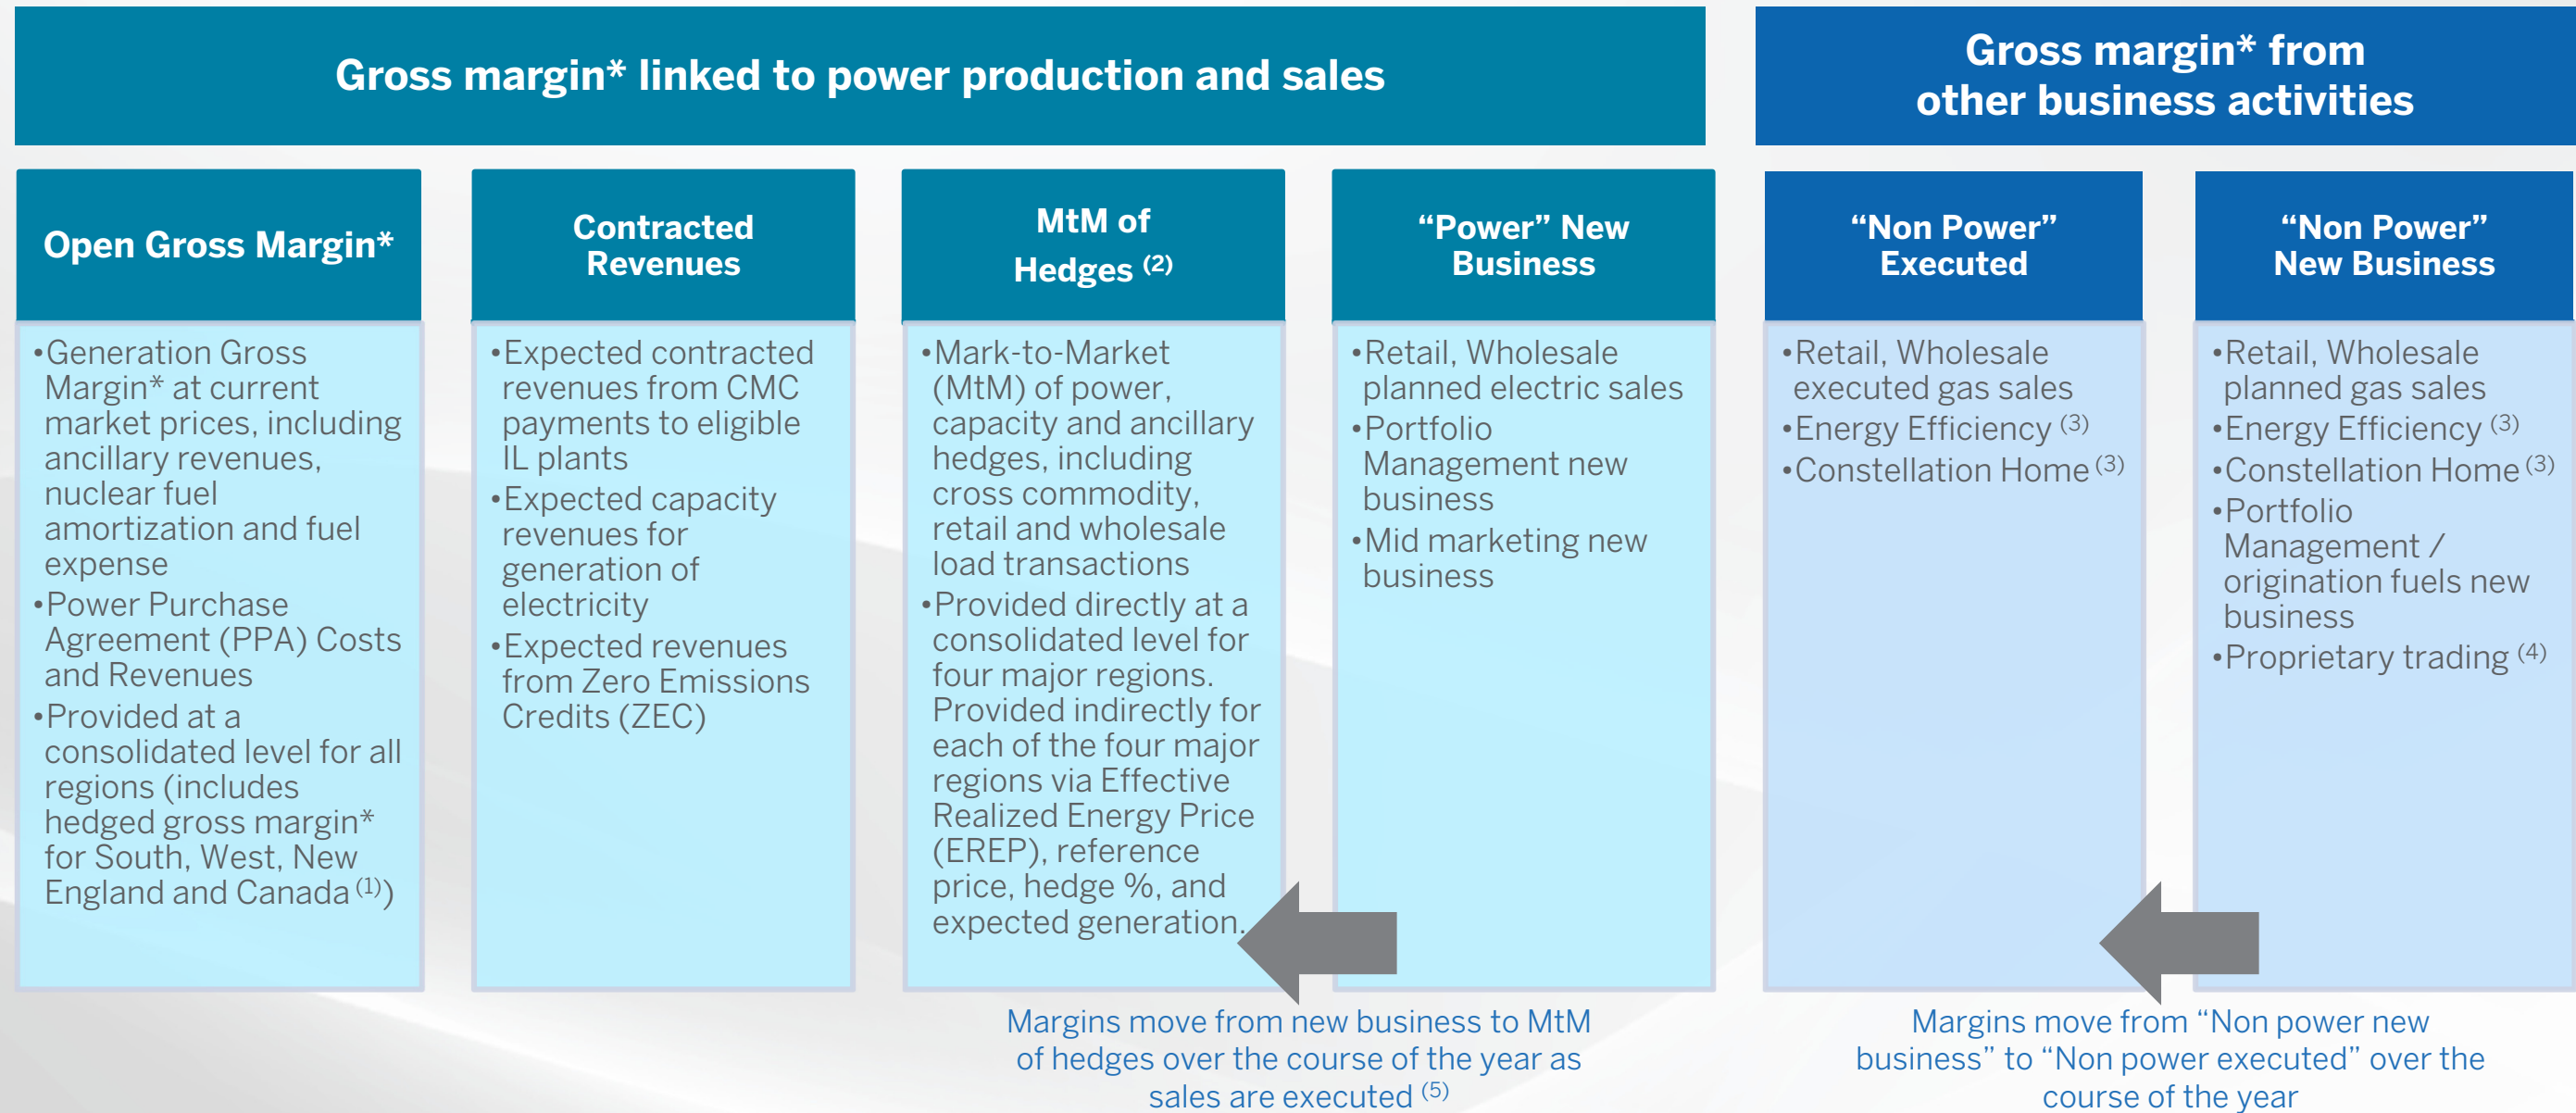 Gross margin* linked to power production and sales
Gross margin* from
other business activities
Open Gross Margin*
•Generation Gross
Margin* at current
market prices, including
ancillary revenues,
nuclear fuel
amortization and fuel
expense
•Power Purchase
Agreement (PPA) Costs
and Revenues
•Provided at a
consolidated level for all
regions (includes
hedged gross margin*
for South, West, New
England and Canada (1))
Contracted
Revenues
•Expected contracted
revenues from CMC
payments to eligible
IL plants
•Expected capacity
revenues for
generation of
electricity
•Expected revenues
from Zero Emissions
Credits (ZEC)
MtM of
Hedges (2)
•Mark-to-Market
(MtM) of power,
capacity and ancillary
hedges, including
cross commodity,
retail and wholesale
load transactions
•Provided directly at a
consolidated level for
four major regions.
Provided indirectly for
each of the four major
regions via Effective
Realized Energy Price
(EREP), reference
price, hedge %, and
expected generation.
“Power” New
Business
•Retail, Wholesale
planned electric sales
•Portfolio
Management new
business
•Mid marketing new
business
Margins move from new business to MtM
of hedges over the course of the year as
sales are executed (5)
“Non Power”
Executed
•Retail, Wholesale
executed gas sales
•Energy Efficiency (3)
•Constellation Home (3)
“Non Power”
New Business
•Retail, Wholesale
planned gas sales
•Energy Efficiency (3)
•Constellation Home (3)
•Portfolio
Management /
origination fuels new
business
•Proprietary trading (4)
Margins move from “Non power new
business” to “Non power executed” over the
course of the year